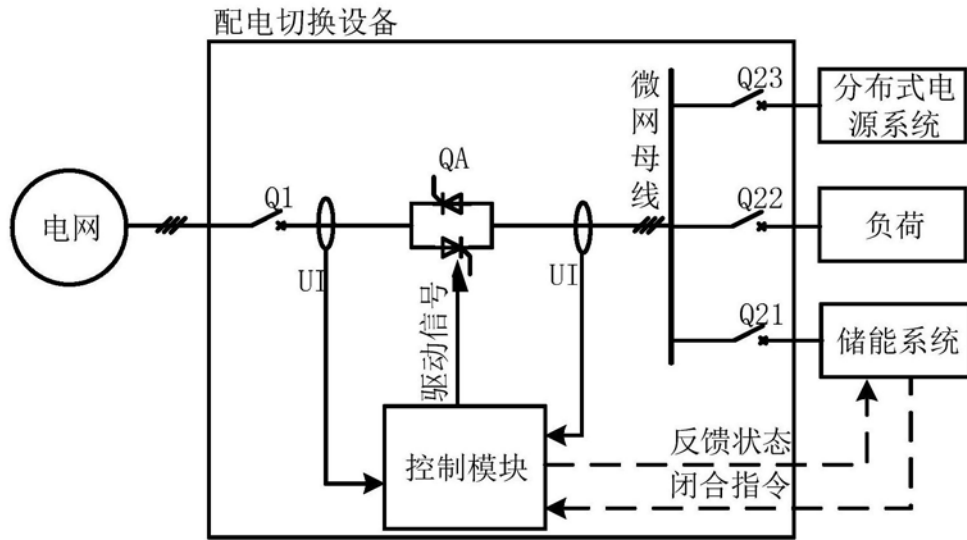 配电切换设备
Q23
分布式电
源系统
微网母线
QA
Q1
电网
Q22
负荷
UI
UI
驱动信号
Q21
储能系统
控制模块
反馈状态
闭合指令